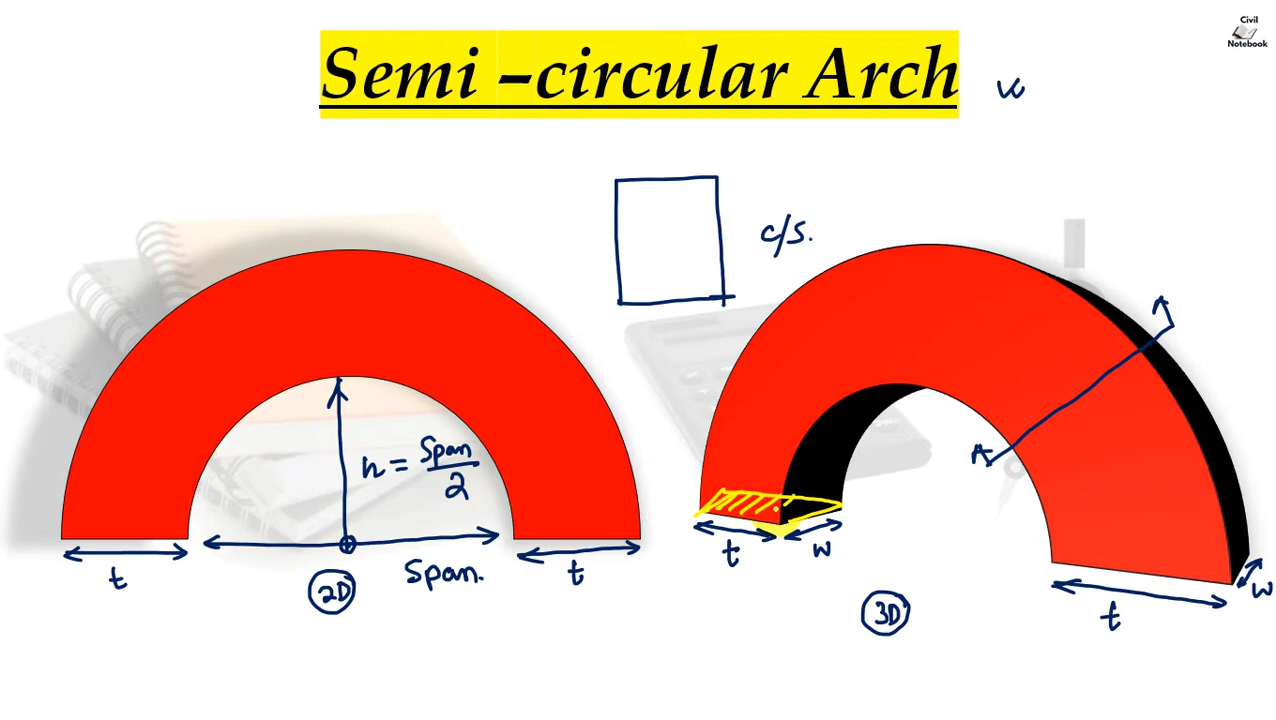 Civil
Notebook
Semi –circular Arch
w
c/s.
h = Span
2
t
Span.
t
2D
A
t
w
t
w
3D